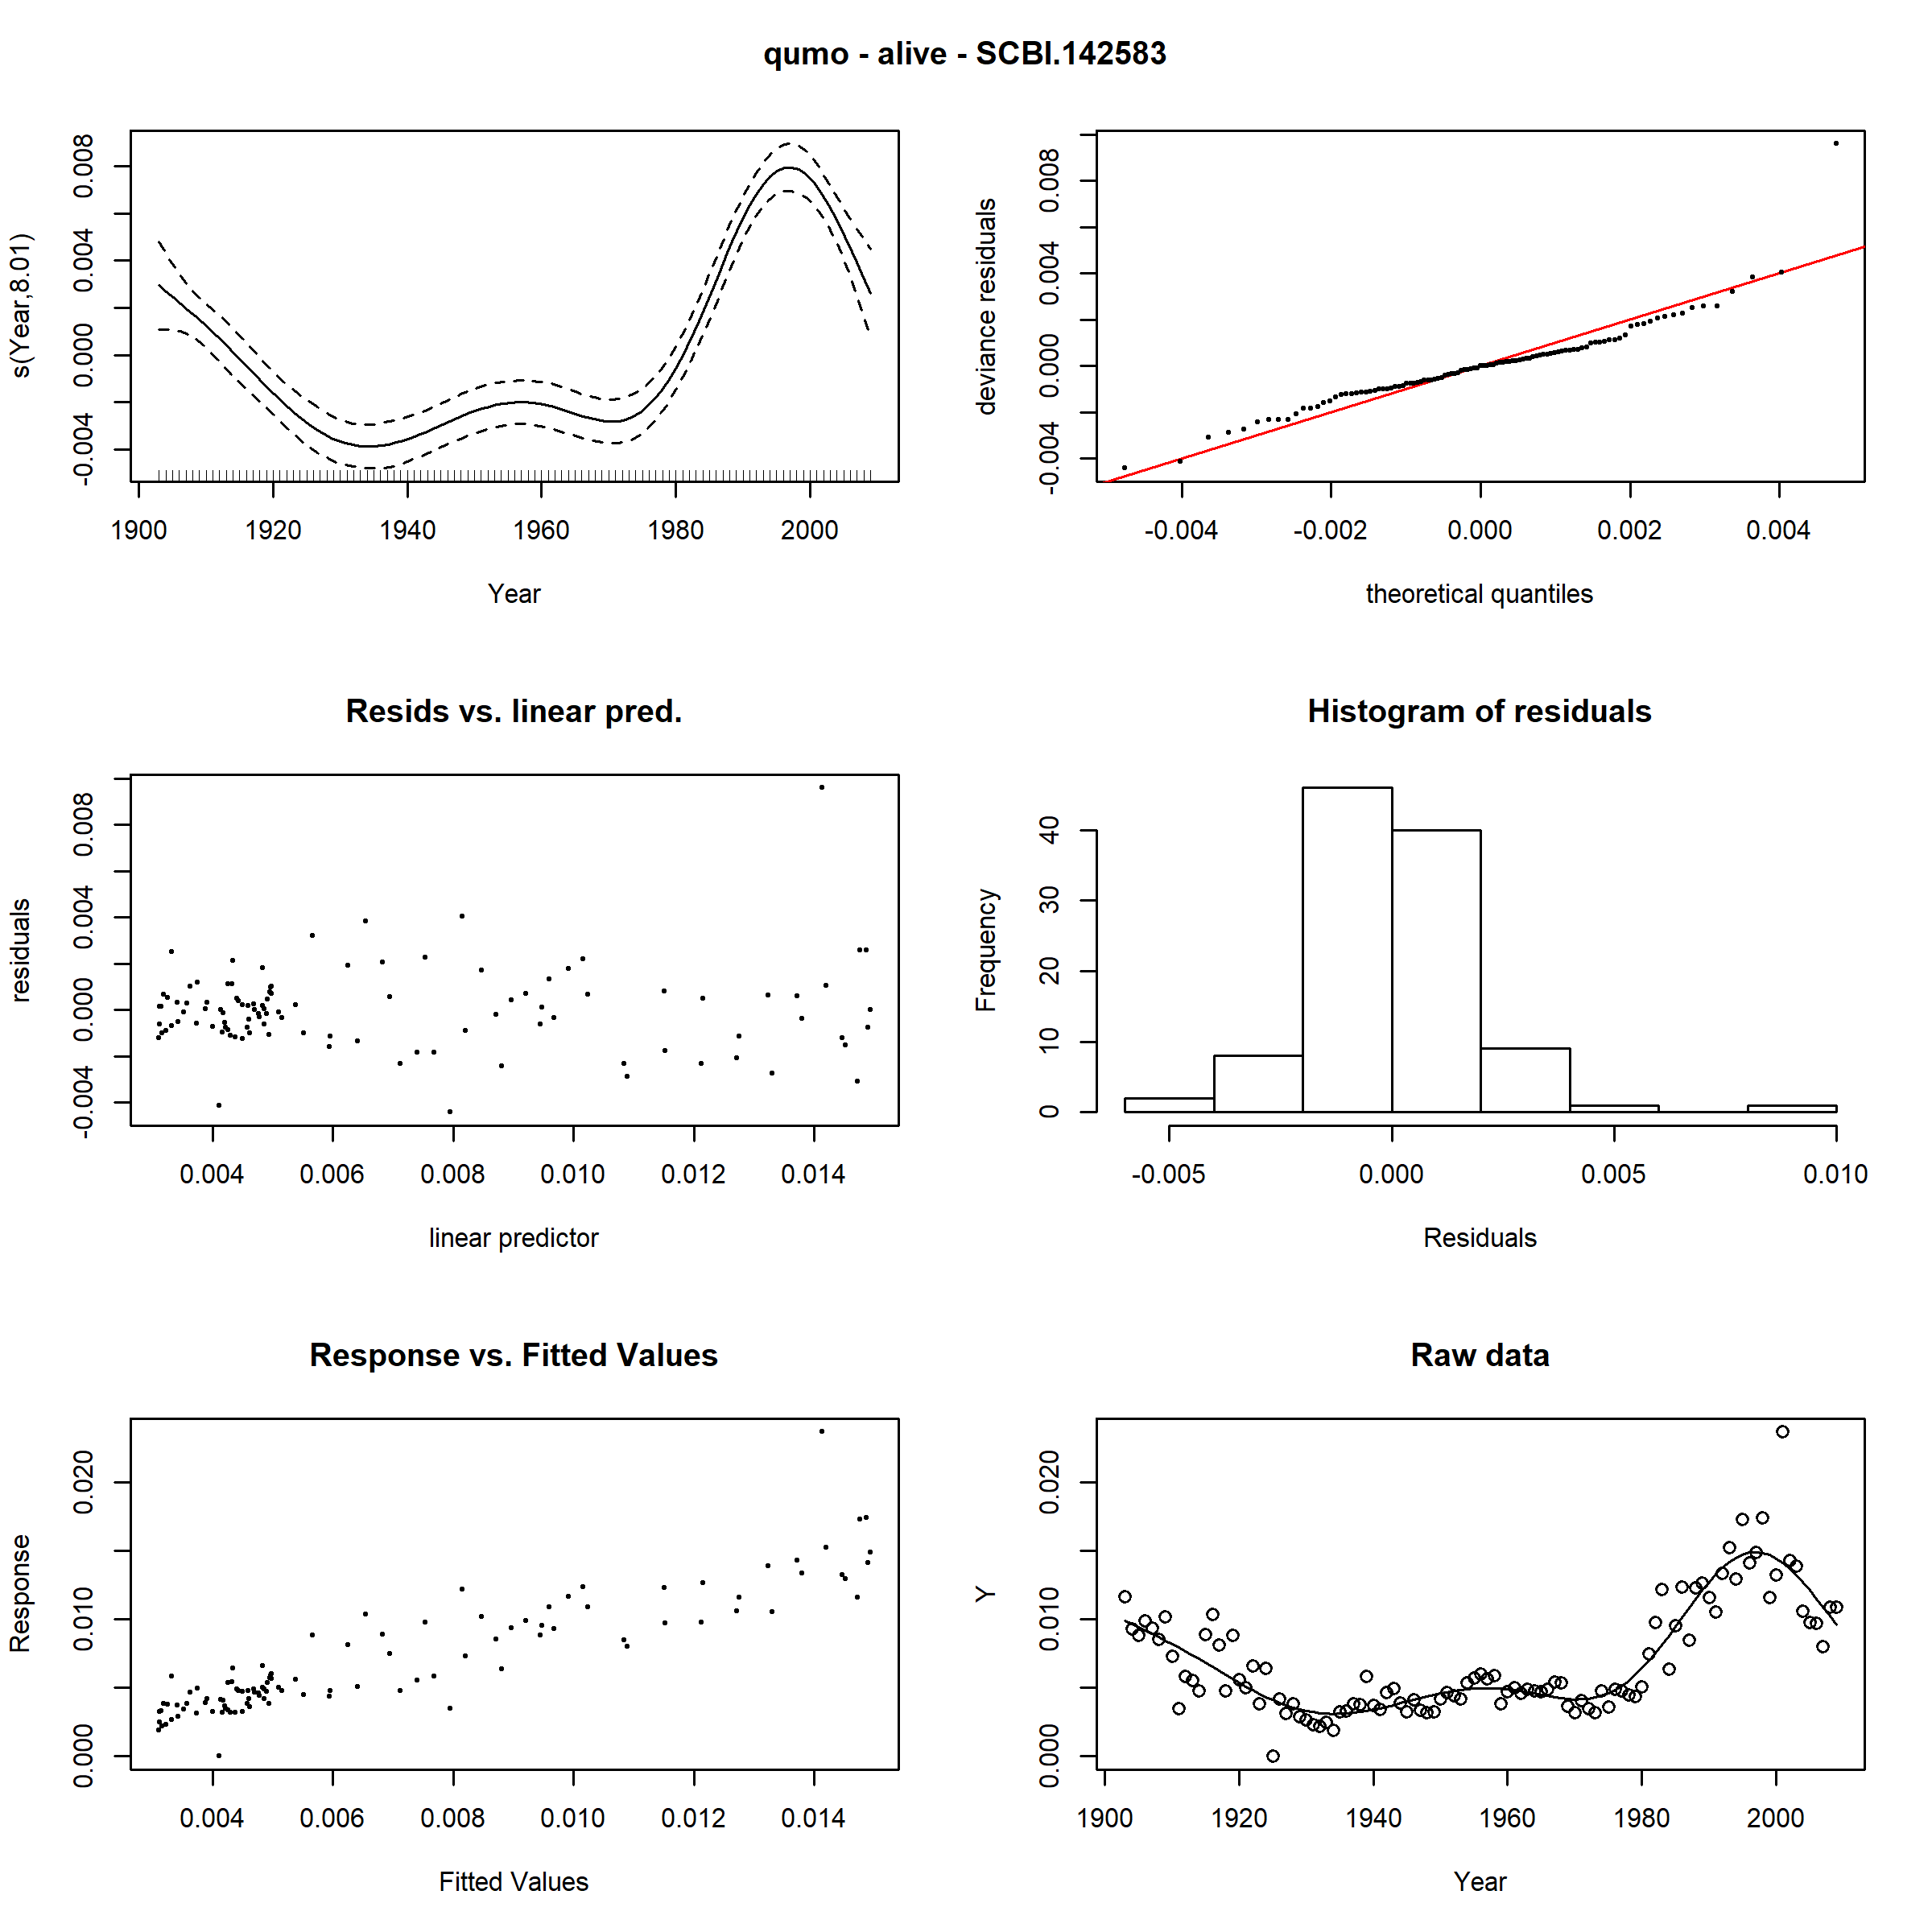 qumo - alive - SCBI.142583
s(Year,8.01)
-0.004 0.000 0.004 0.008
1900 1920 1940 1960 1980 2000
Year
deviance residuals
-0.004 0.000 0.004 0.008
-0.004 -0.002 0.000 0.002 0.004
theoretical quantiles
Resids vs. linear pred.
residuals
-0.004 0.000 0.004 0.008
0.004 0.006 0.008 0.010 0.012 0.014
linear predictor
Histogram of residuals
Frequency
0 10 20 30 40
-0.005 0.000 0.005 0.010
Residuals
Response vs. Fitted Values
Response
0.000 0.010 0.020
0.004 0.006 0.008 0.010 0.012 0.014
Fitted Values
Raw data
Y
0.000 0.010 0.020
1900 1920 1940 1960 1980 2000
Year